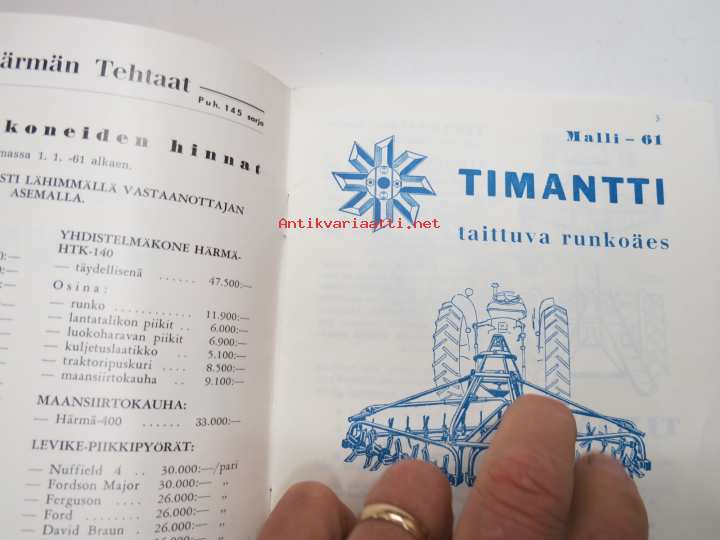 ärmän Tehtaat
Puh. 145 sarja
koneiden hinnat
massa 1. 1. -61 alkaen.
STI LÄHIMMÄLLÄ VASTAANOTTAJAN
ASEMALLA.
YHDISTELMÄKONE HÄRMÄ-
HTK-140
— täydellisenä ...... 47.500:—
Osina:
— runko ............ 11.900:—
— lantatalikon piikit .. 6.000:—
— luokoharavan piikit 6.900:—
— kuljetuslaatikko .. 5.100:—
— traktoripuskuri .... 8.500:—
— maansiirtokauha .. 9.100:—
MAANSIIRTOKAUHA:
— Härmä-400 ...... 33.000:—
LEVIKE-PIIKKIPYÖRÄT:
— Nuffield 4 .. 30.000:—/pari
— Fordson Major 30.000:— „
— Ferguson .... 26.000:— „
— Ford ........ 26.000:— „
— David Braun . 26.000:— „
3
Malli – 61
TIMANTTI
taittuva runkoäes
Antikvariaatti.net